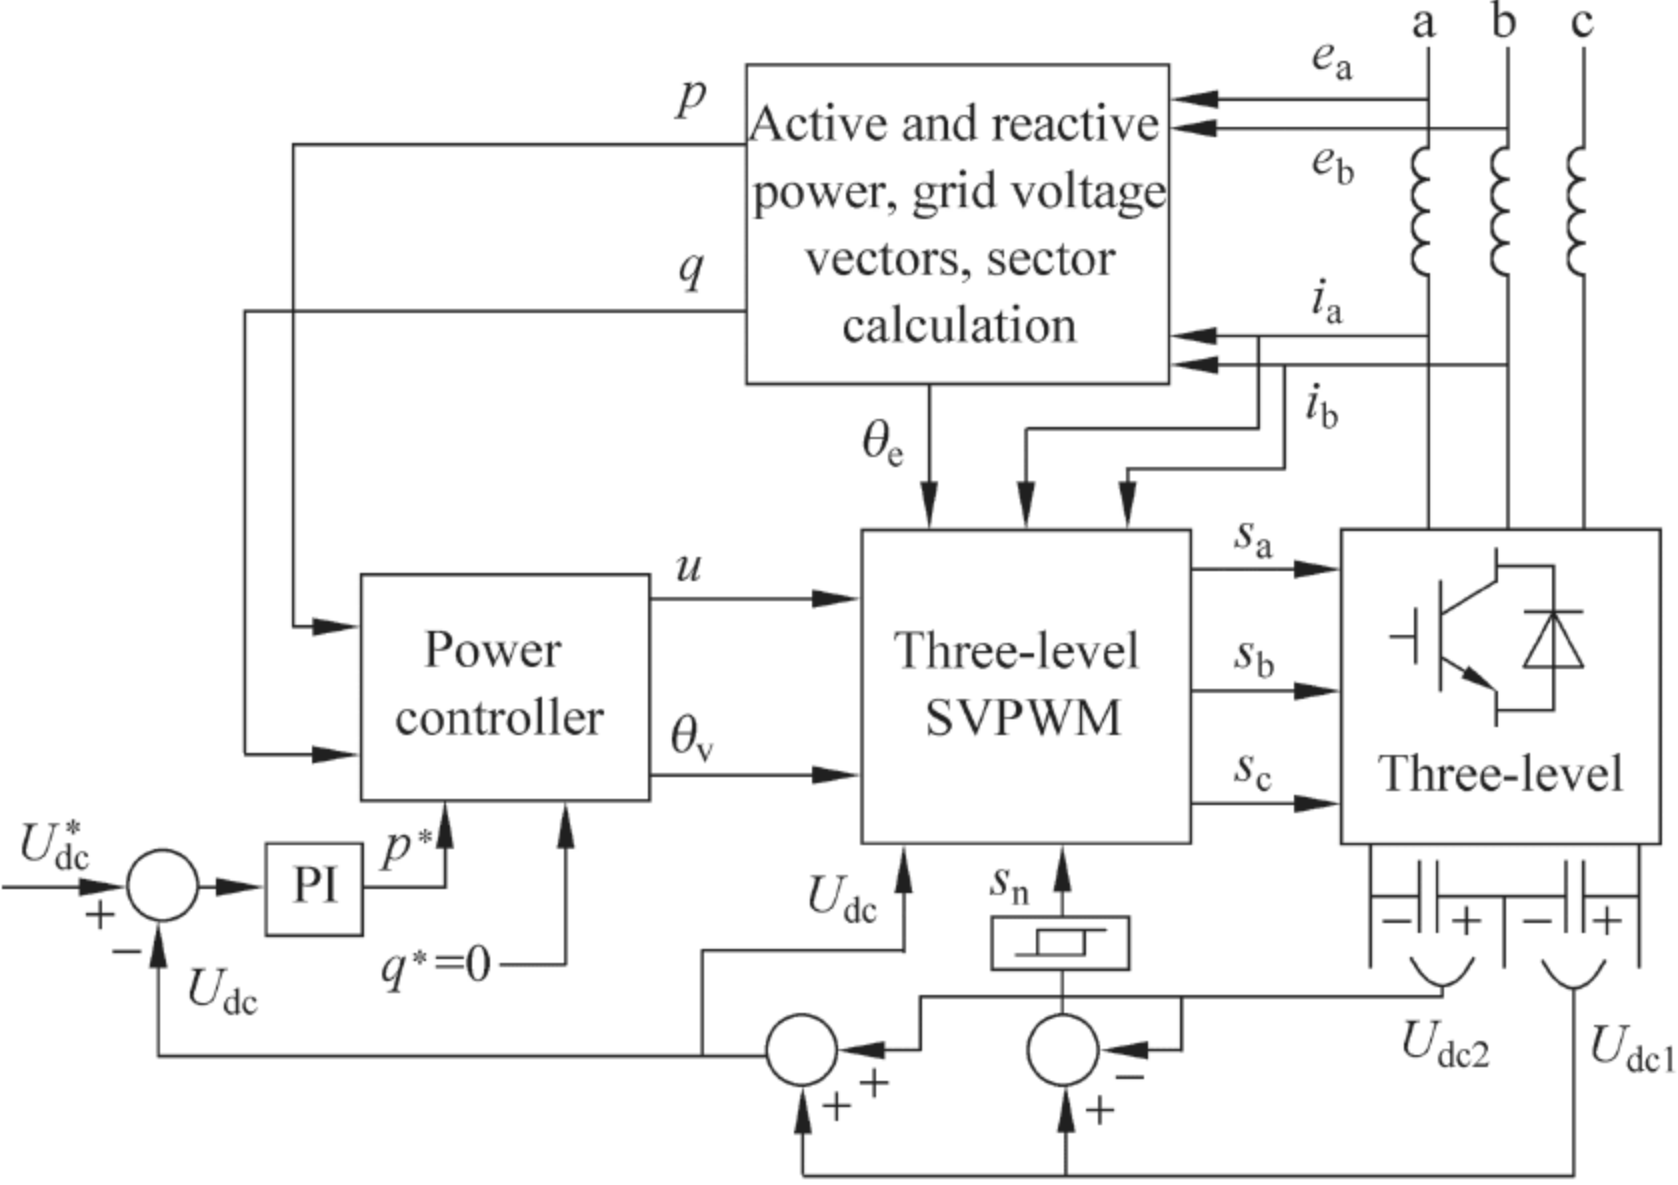 a b c
e_a
p
Active and reactive
power, grid voltage
vectors, sector
calculation
e_b
q
i_a
i_b
θ_e
u
s_a
Power
controller
Three-level
SVPWM
s_b
θ_v
s_c
Three-level
U*_dc
+
−
PI
p*
q*=0
U_dc
U_dc
s_n
− + − +
U_dc2
U_dc1
+
+
−
+